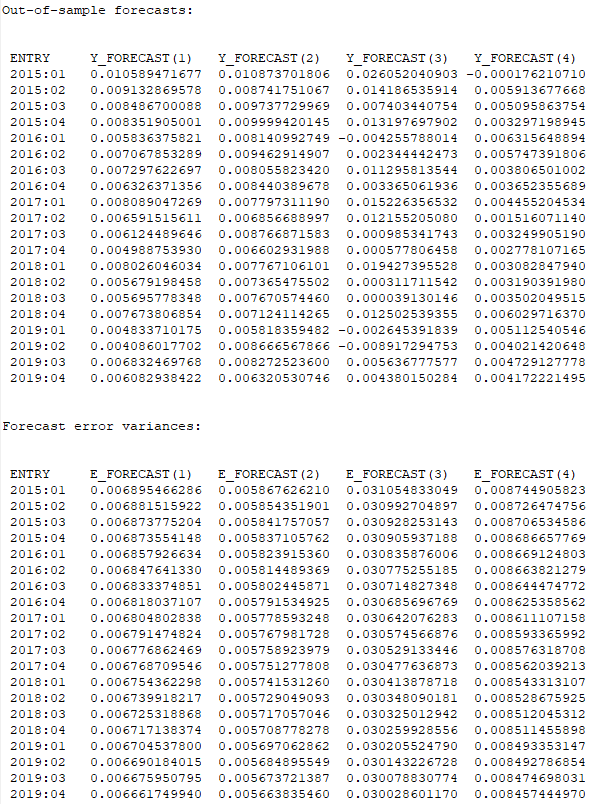 Out-of-sample forecasts:
ENTRY Y_FORECAST(1) Y_FORECAST(2) Y_FORECAST(3) Y_FORECAST(4)
2015:01 0.010589471677 0.010873701806 0.026052040903 -0.000176210710
2015:02 0.009132869578 0.008741751067 0.014186535914 0.005913677668
2015:03 0.008486700088 0.009737729969 0.007403440754 0.005095863754
2015:04 0.008351905001 0.009999420145 0.013197697902 0.003297198945
2016:01 0.005836375821 0.008140992749 -0.004255788014 0.006315648894
2016:02 0.007067853289 0.009462914907 0.002344442473 0.005747391806
2016:03 0.007297622697 0.008055823420 0.011295813544 0.003806501002
2016:04 0.006326371356 0.008440389678 0.003365061936 0.003652355689
2017:01 0.008089047269 0.007797311190 0.015226356532 0.004455204534
2017:02 0.006591515611 0.006856688997 0.012155205080 0.001516071140
2017:03 0.006124489646 0.008766871583 0.000985341743 0.003249905190
2017:04 0.004988753930 0.006602931988 0.000577806458 0.002778107165
2018:01 0.008026046034 0.007767106101 0.019427395528 0.003082847940
2018:02 0.005679198458 0.007365475502 0.000311711542 0.003190391980
2018:03 0.005695778348 0.007670574460 0.000039130146 0.003502049515
2018:04 0.007673806854 0.007124114265 0.012502539355 0.006029716370
2019:01 0.004833710175 0.005818359482 -0.002645391839 0.005112540546
2019:02 0.004086017702 0.008666567866 -0.008917294753 0.004021420648
2019:03 0.006832469768 0.008272523600 0.005636777577 0.004729127778
2019:04 0.006082938422 0.006320530746 0.004380150284 0.004172221495
Forecast error variances:
ENTRY E_FORECAST(1) E_FORECAST(2) E_FORECAST(3) E_FORECAST(4)
2015:01 0.006895466286 0.005867626210 0.031054833049 0.008744905823
2015:02 0.006881515922 0.005854351901 0.030992704897 0.008726474756
2015:03 0.006873775204 0.005841757057 0.030928253143 0.008706534586
2015:04 0.006873554148 0.005837105762 0.030905937188 0.008686657769
2016:01 0.006857926634 0.005823915360 0.030835876006 0.008669124803
2016:02 0.006847641330 0.005814489369 0.030775255185 0.008663821279
2016:03 0.006833374851 0.005802445871 0.030714827348 0.008644474772
2016:04 0.006818037107 0.005791534925 0.030685696769 0.008625358562
2017:01 0.006804802838 0.005778593248 0.030642076283 0.008611107158
2017:02 0.006791474824 0.005767981728 0.030574566876 0.008593365992
2017:03 0.006776862469 0.005758923979 0.030529133446 0.008576318708
2017:04 0.006768709546 0.005751277808 0.030477636873 0.008562039213
2018:01 0.006754362298 0.005741531260 0.030413878718 0.008543313107
2018:02 0.006739918217 0.005729049093 0.030348090181 0.008528675925
2018:03 0.006725318868 0.005717057046 0.030325012942 0.008512045312
2018:04 0.006717138374 0.005708778278 0.030259928556 0.008511455898
2019:01 0.006704537800 0.005697062862 0.030205524790 0.008493353147
2019:02 0.006690184015 0.005684895549 0.030143226728 0.008492786854
2019:03 0.006675950795 0.005673721387 0.030078830774 0.008474698031
2019:04 0.006661749940 0.005663835460 0.030028601170 0.008457444970